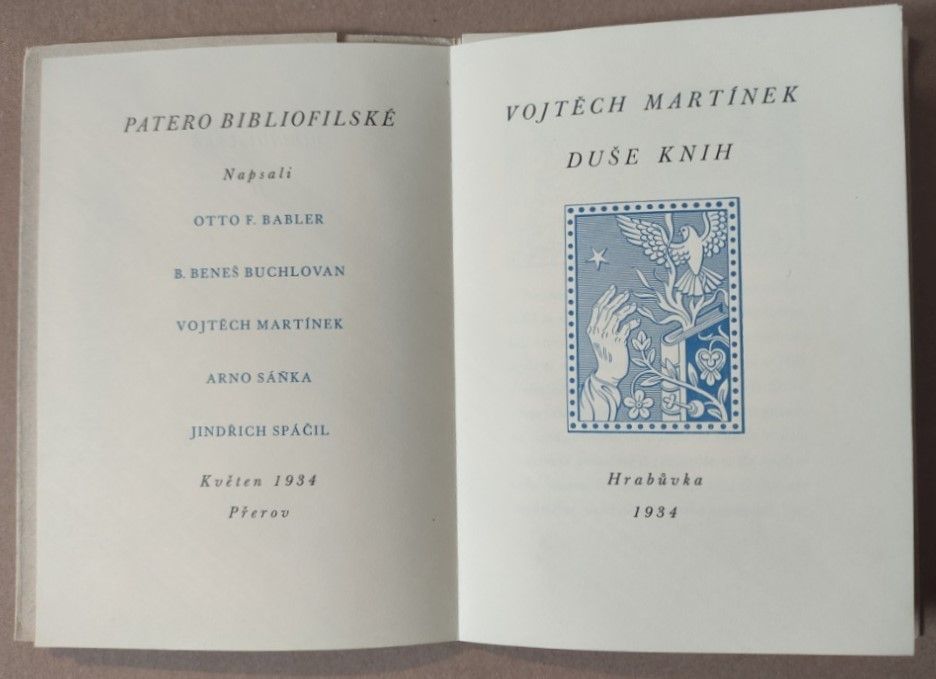 PATERO BIBLIOFILSKÉ
Napsali
OTTO F. BABLER
B. BENEŠ BUCHLOVAN
VOJTĚCH MARTÍNEK
ARNO SÁŇKA
JINDŘICH SPÁČIL
Květen 1934
Přerov
VOJTĚCH MARTÍNEK
DUŠE KNIH
Hrabůvka
1934